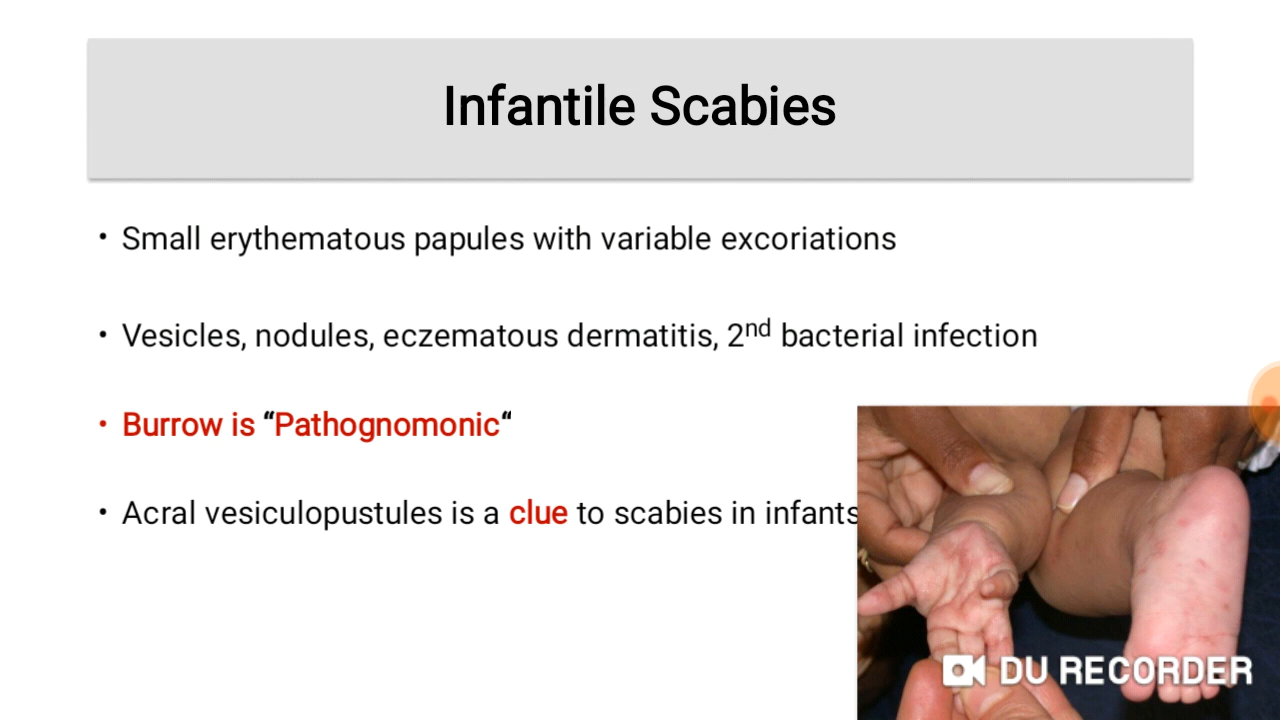 Infantile Scabies
• Small erythematous papules with variable excoriations
• Vesicles, nodules, eczematous dermatitis, 2nd bacterial infection
• Burrow is “Pathognomonic“
• Acral vesiculopustules is a clue to scabies in infants
DU RECORDER